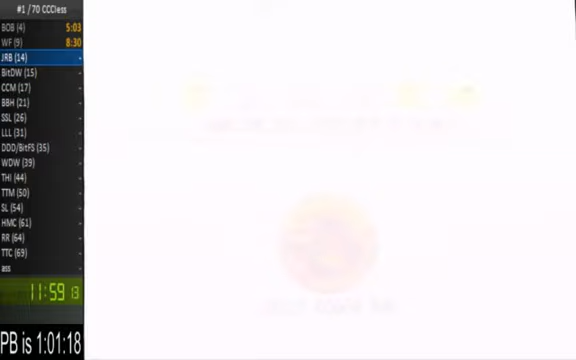 #1 / 70 CCCless
BOB (4) 5:03
WF (9) 8:30
JRB (14) -
BitDW (15) -
CCM (17) -
BBH (21) -
SSL (26) -
LLL (31) -
DDD/BitFS (35) -
WDW (39) -
THI (44) -
TTM (50) -
SL (54) -
HMC (61) -
RR (64) -
TTC (69) -
ass -
11:59 13
PB is 1:01:18